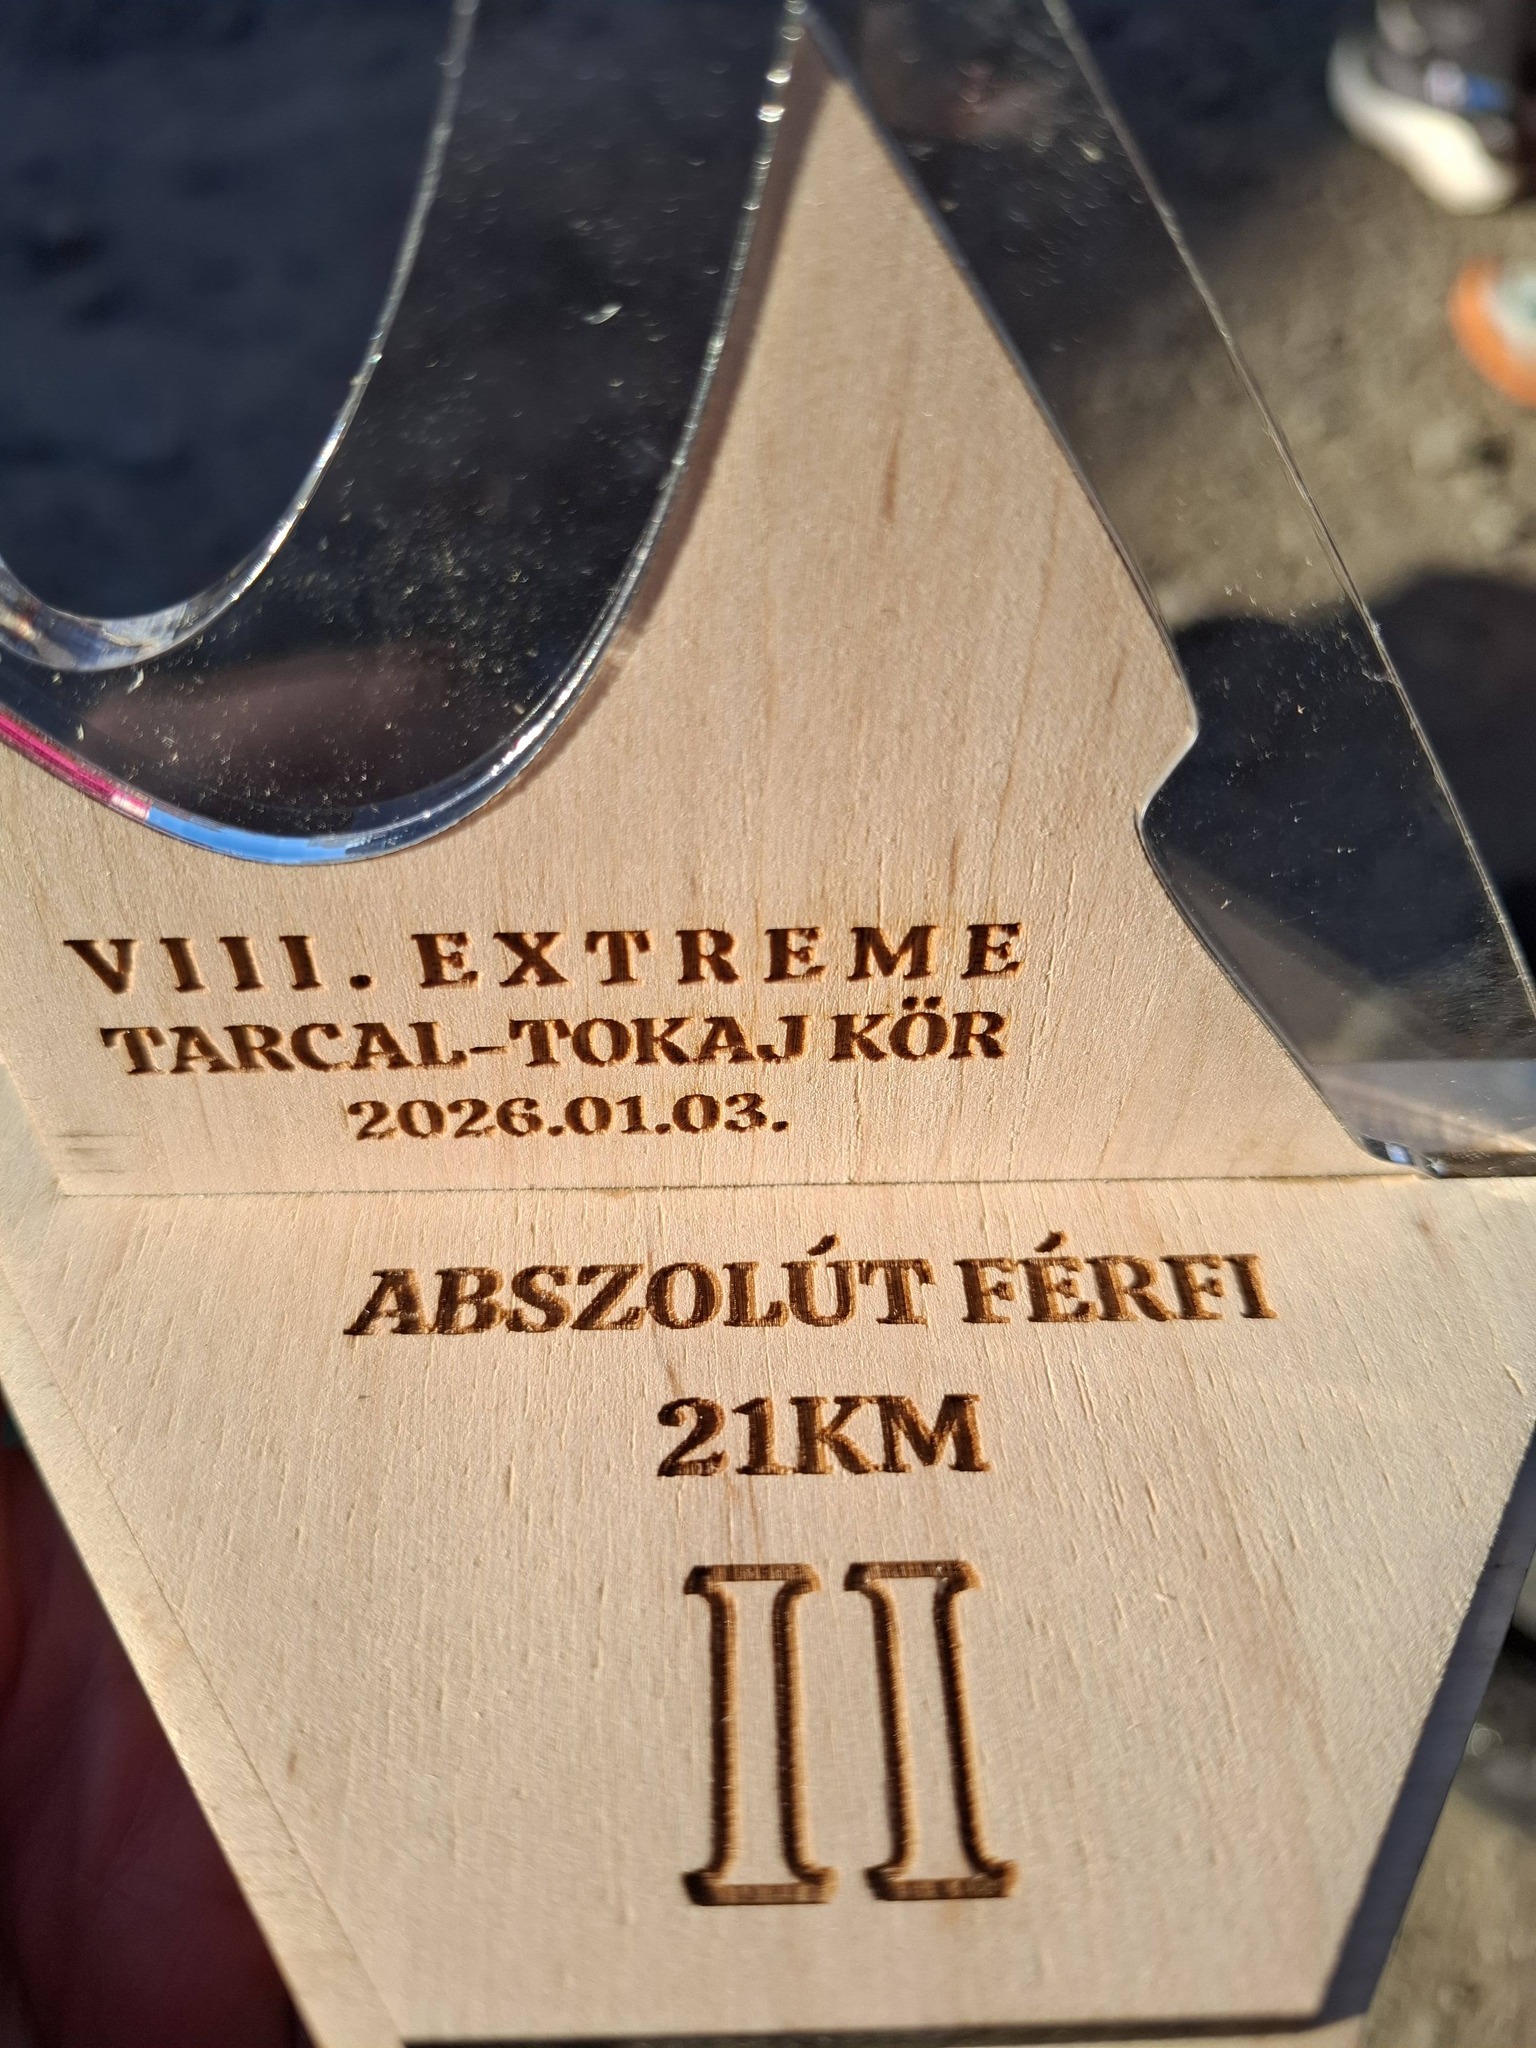 VIII. EXTREME
TARCAL-TOKAJ KÖR
2026.01.03.
ABSZOLÚT FÉRFI
21KM
II